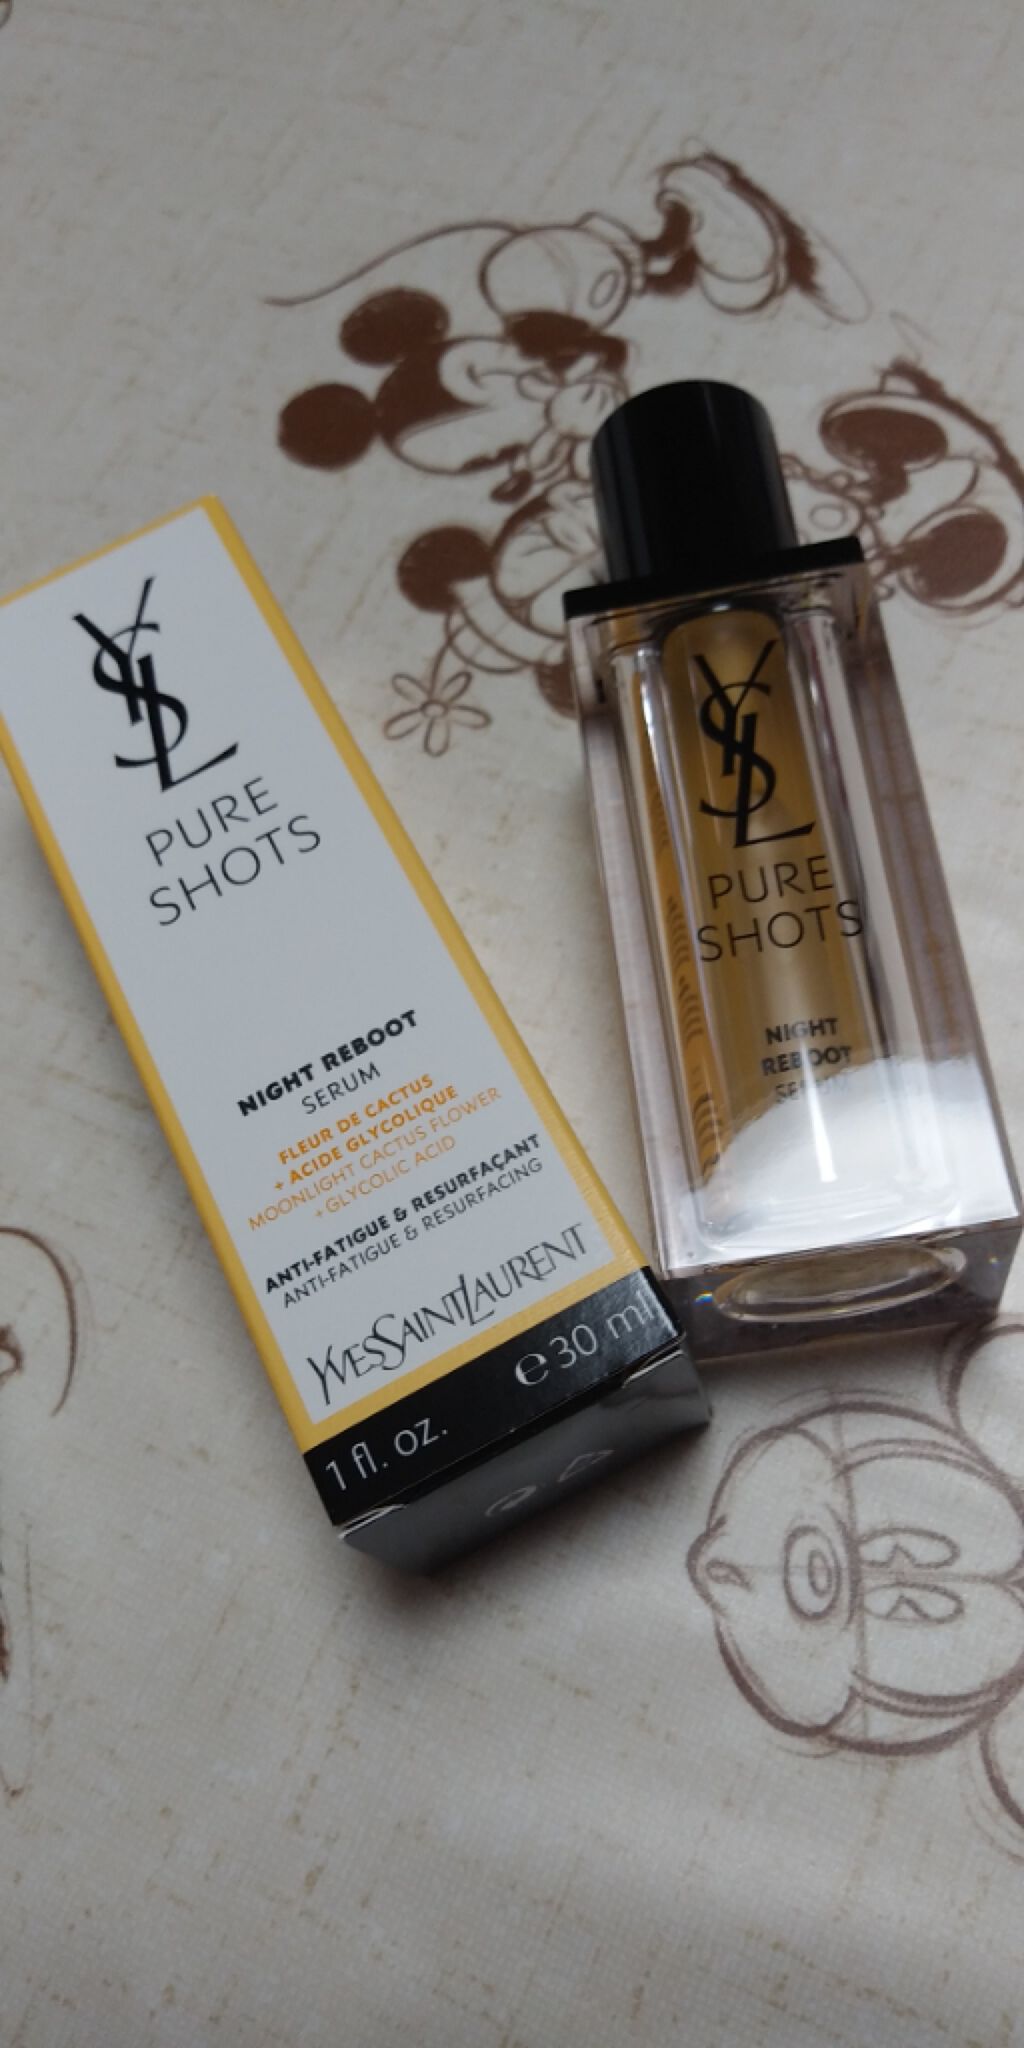 YSL
PURE
SHOTS
NIGHT REBOOT
SERUM
FLEUR DE CACTUS
+ ACIDE GLYCOLIQUE
MOONLIGHT CACTUS FLOWER
+ GLYCOLIC ACID
ANTI-FATIGUE & RESURFAÇANT
ANTI-FATIGUE & RESURFACING
YVESSAINTLAURENT
1 fl. oz. ℮ 30 ml
YSL
PURE
SHOTS
NIGHT
REBOOT
SERUM